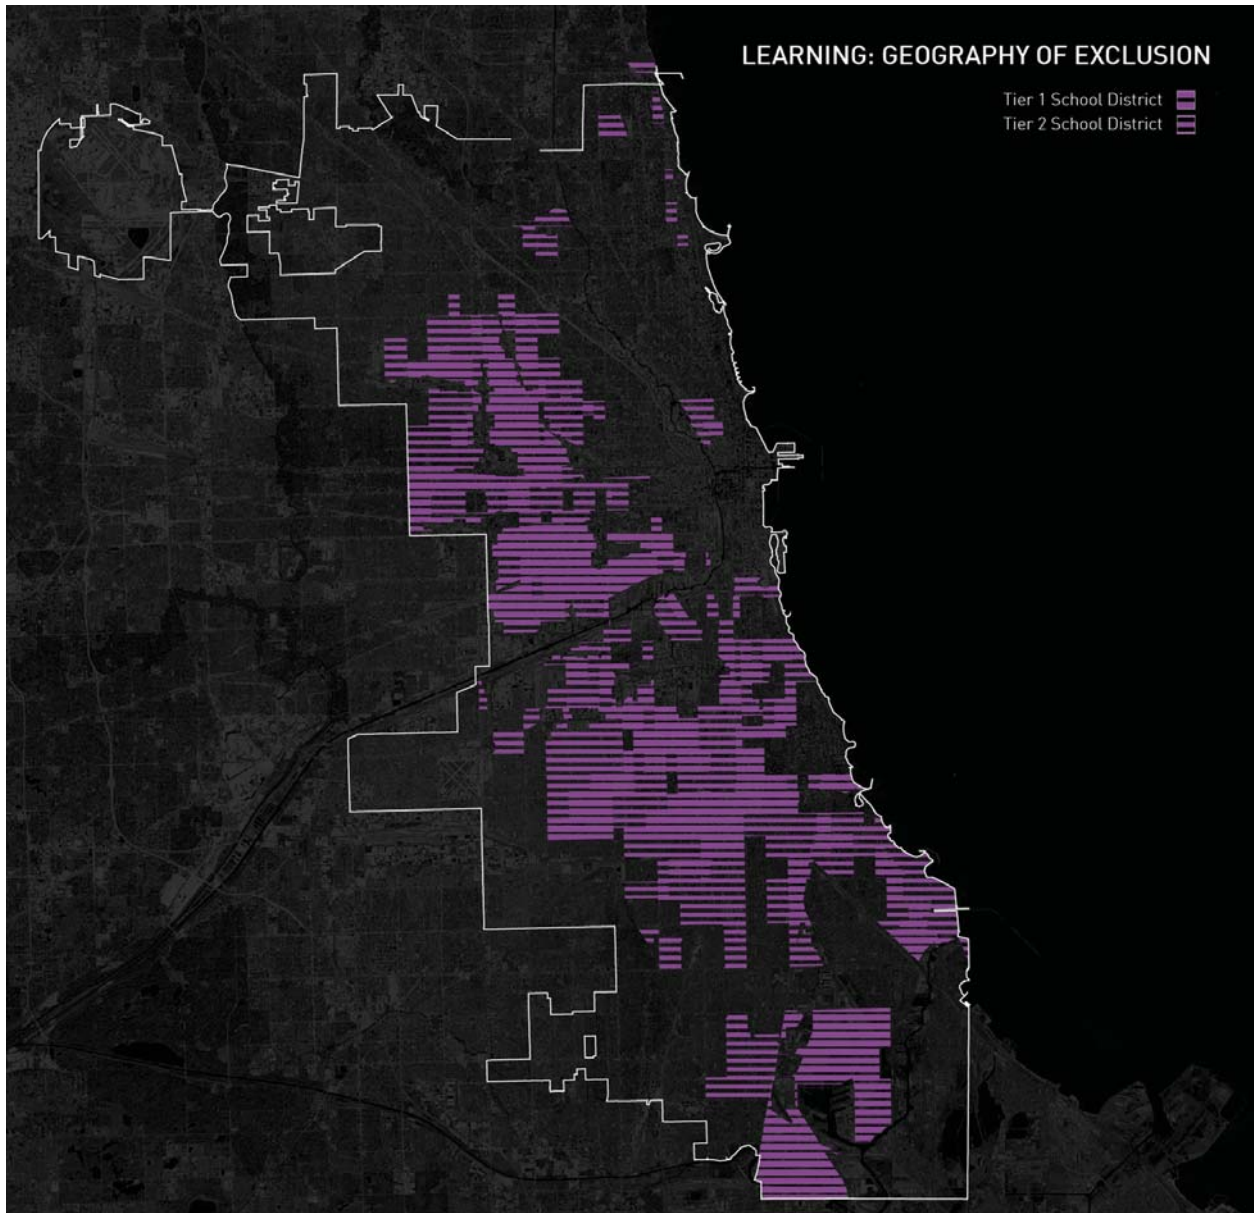 LEARNING: GEOGRAPHY OF EXCLUSION
Tier 1 School District
Tier 2 School District